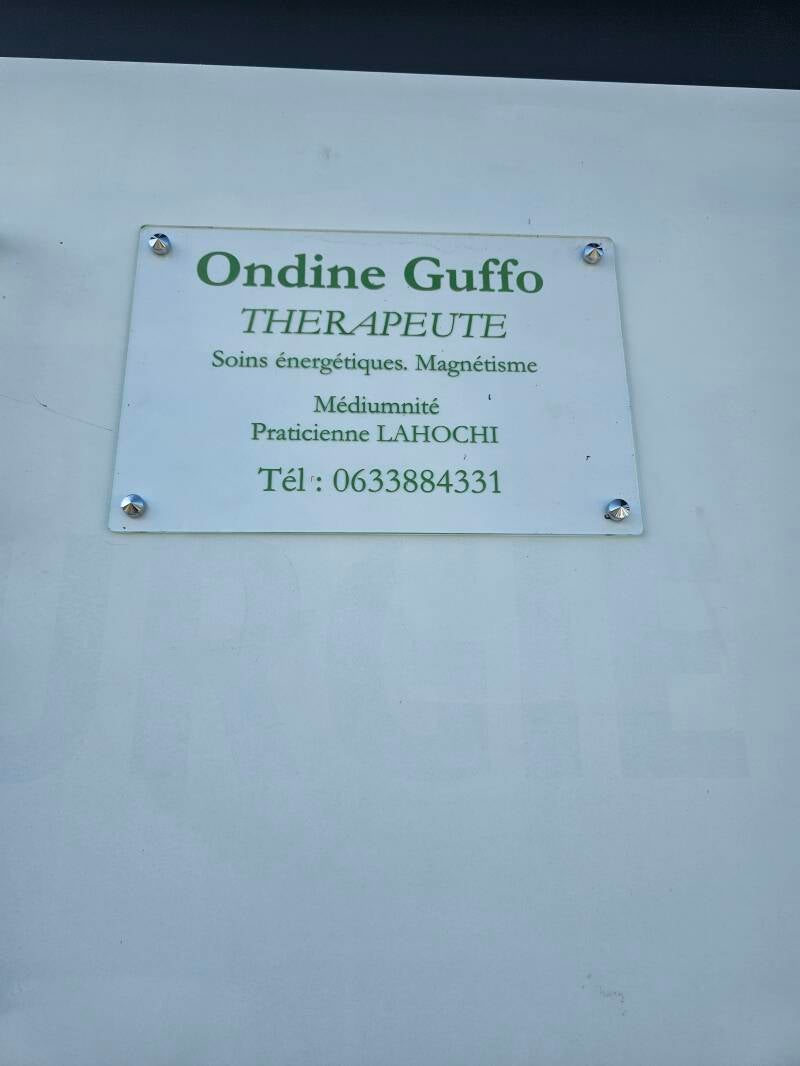 Ondine Guffo
THERAPEUTE
Soins énergétiques. Magnétisme
Médiumnité
Praticienne LAHOCHI
Tél : 0633884331